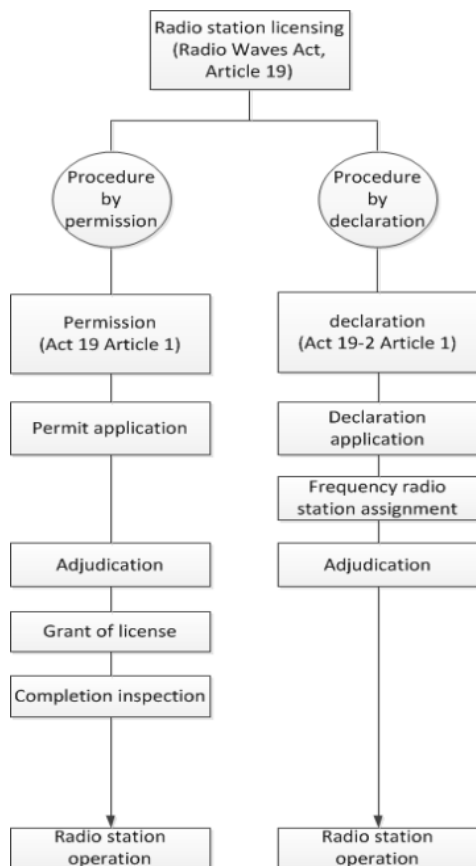 Radio station licensing
(Radio Waves Act,
Article 19)
Procedure
by
permission
Procedure
by
declaration
Permission
(Act 19 Article 1)
declaration
(Act 19-2 Article 1)
Permit application
Declaration
application
Frequency radio
station assignment
Adjudication
Adjudication
Grant of license
Completion inspection
Radio station
operation
Radio station
operation